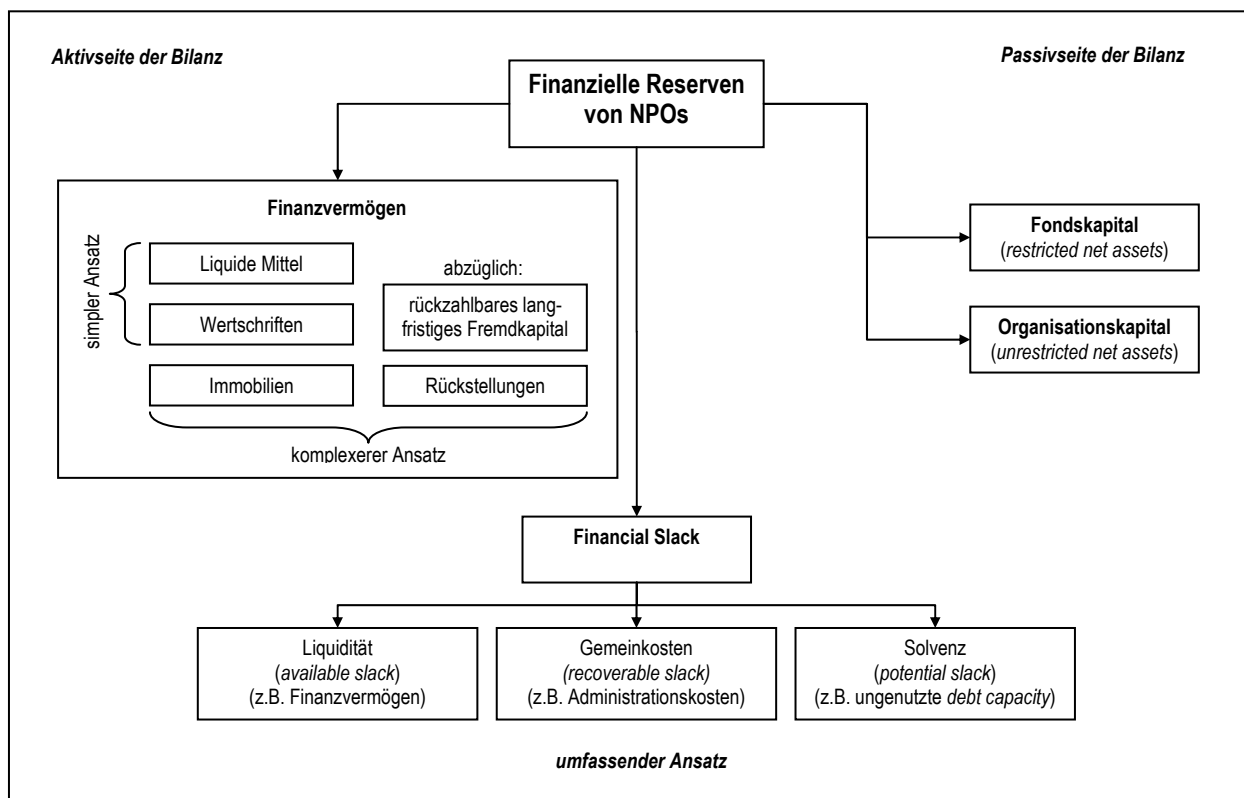 Aktivseite der Bilanz
Passivseite der Bilanz
Finanzielle Reserven
von NPOs
Finanzvermögen
simpler Ansatz
Liquide Mittel
Wertschriften
Immobilien
abzüglich:
rückzahlbares lang-
fristiges Fremdkapital
Rückstellungen
komplexerer Ansatz
Fondskapital
(restricted net assets)
Organisationskapital
(unrestricted net assets)
Financial Slack
Liquidität
(available slack)
(z.B. Finanzvermögen)
Gemeinkosten
(recoverable slack)
(z.B. Administrationskosten)
Solvenz
(potential slack)
(z.B. ungenutzte debt capacity)
umfassender Ansatz